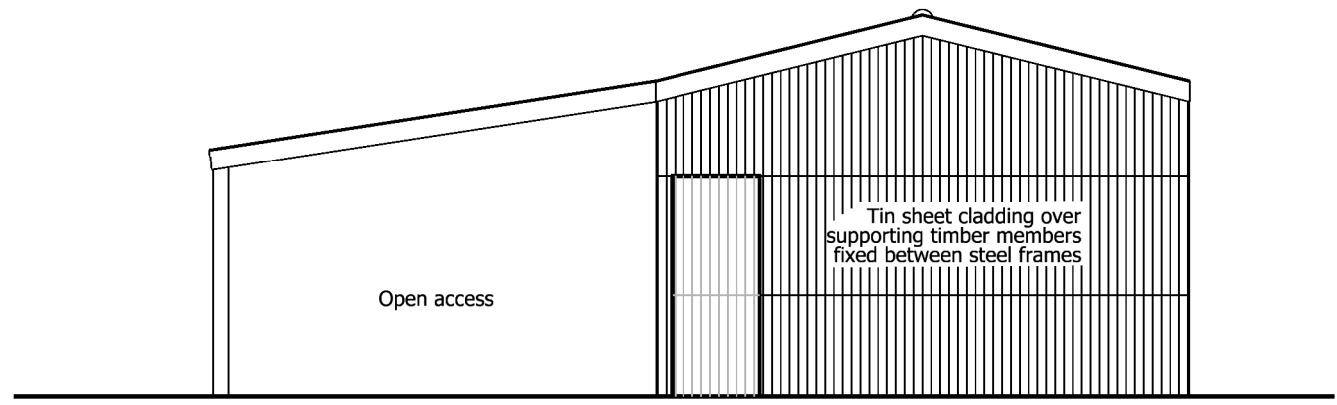 Tin sheet cladding over
supporting timber members
fixed between steel frames
Open access